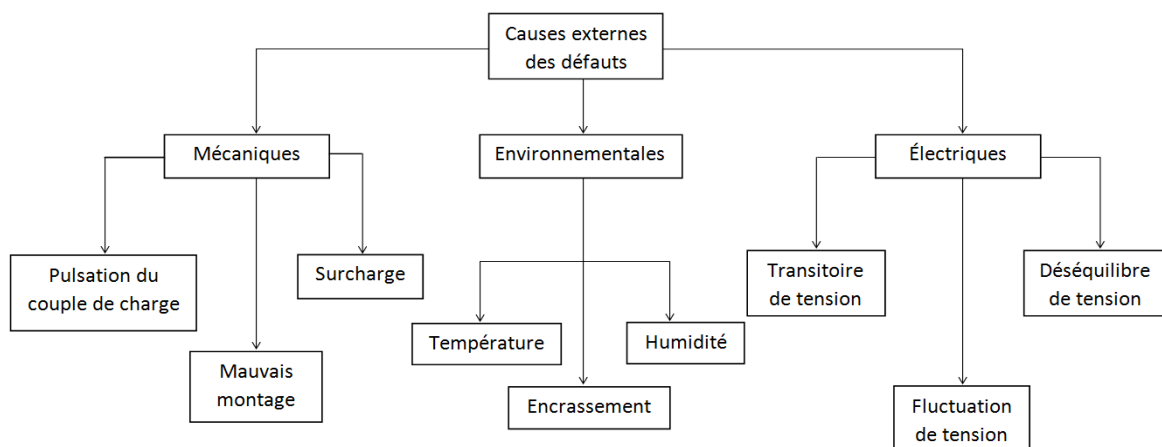 Causes externes
des défauts
Mécaniques
Environnementales
Électriques
Pulsation du
couple de charge
Surcharge
Mauvais
montage
Température
Humidité
Encrassement
Transitoire
de tension
Déséquilibre
de tension
Fluctuation
de tension